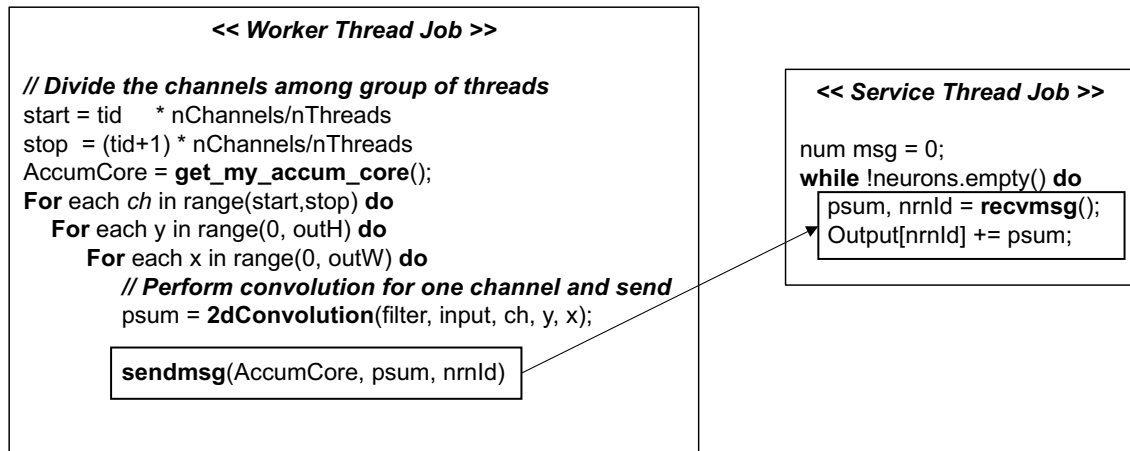 << Worker Thread Job >>
// Divide the channels among group of threads
start = tid * nChannels/nThreads
stop = (tid+1) * nChannels/nThreads
AccumCore = get_my_accum_core();
For each ch in range(start,stop) do
For each y in range(0, outH) do
For each x in range(0, outW) do
// Perform convolution for one channel and send
psum = 2dConvolution(filter, input, ch, y, x);
sendmsg(AccumCore, psum, nrnId)
<< Service Thread Job >>
num msg = 0;
while !neurons.empty() do
psum, nrnId = recvmsg();
Output[nrnId] += psum;